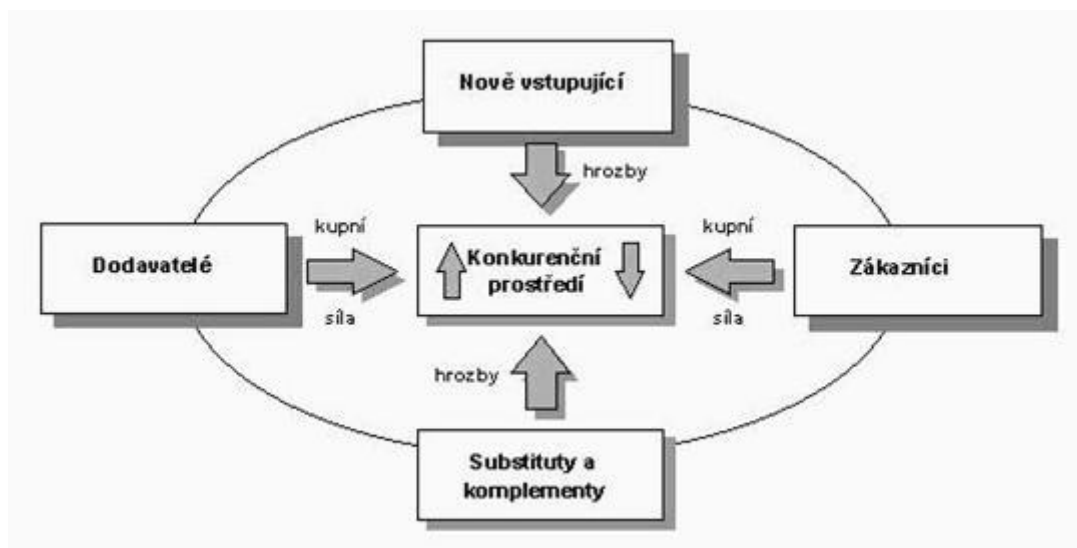 Nově vstupující
hrozby
kupní
kupní
Dodavatelé
Konkurenční
prostředí
Zákazníci
síla
síla
hrozby
Substituty a
komplementy